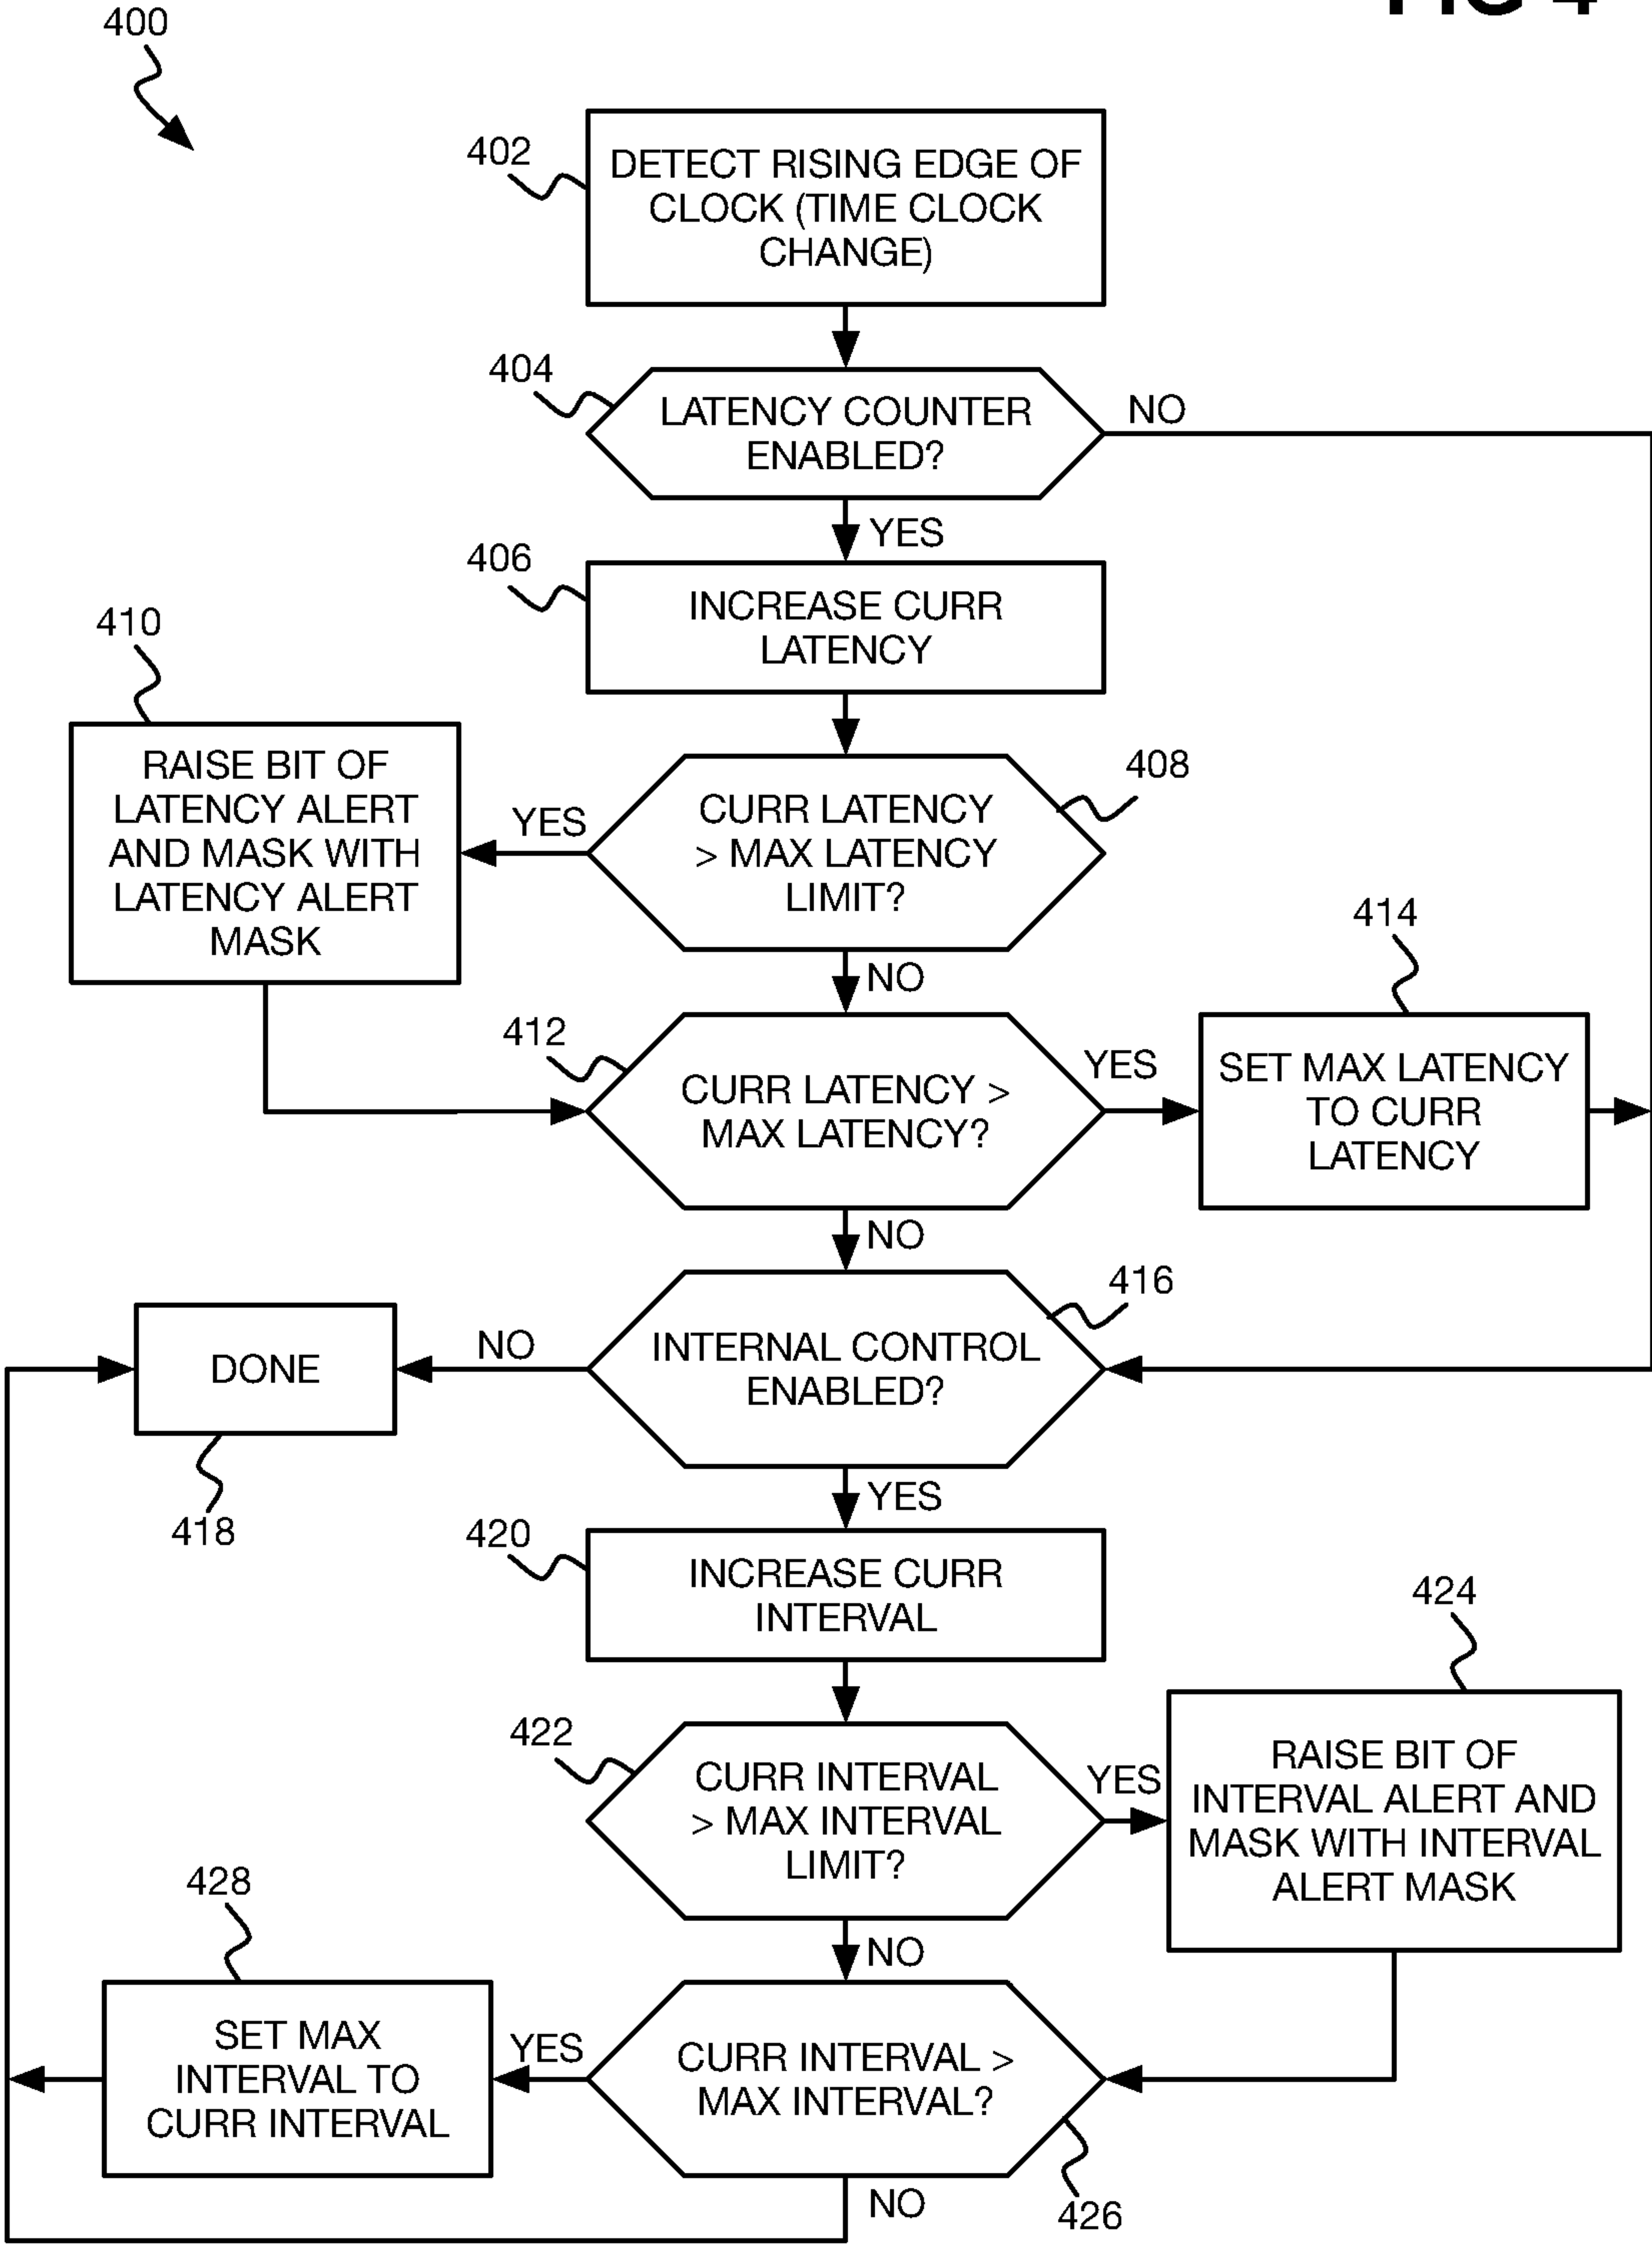 400
402
DETECT RISING EDGE OF
CLOCK (TIME CLOCK
CHANGE)
404
LATENCY COUNTER
ENABLED?
NO
YES
406
INCREASE CURR
LATENCY
410
RAISE BIT OF
LATENCY ALERT
AND MASK WITH
LATENCY ALERT
MASK
YES
CURR LATENCY
> MAX LATENCY
LIMIT?
408
NO
412
CURR LATENCY >
MAX LATENCY?
YES
414
SET MAX LATENCY
TO CURR
LATENCY
NO
416
INTERNAL CONTROL
ENABLED?
NO
DONE
418
YES
420
INCREASE CURR
INTERVAL
422
CURR INTERVAL
> MAX INTERVAL
LIMIT?
YES
424
RAISE BIT OF
INTERVAL ALERT AND
MASK WITH INTERVAL
ALERT MASK
NO
428
SET MAX
INTERVAL TO
CURR INTERVAL
YES
CURR INTERVAL >
MAX INTERVAL?
426
NO